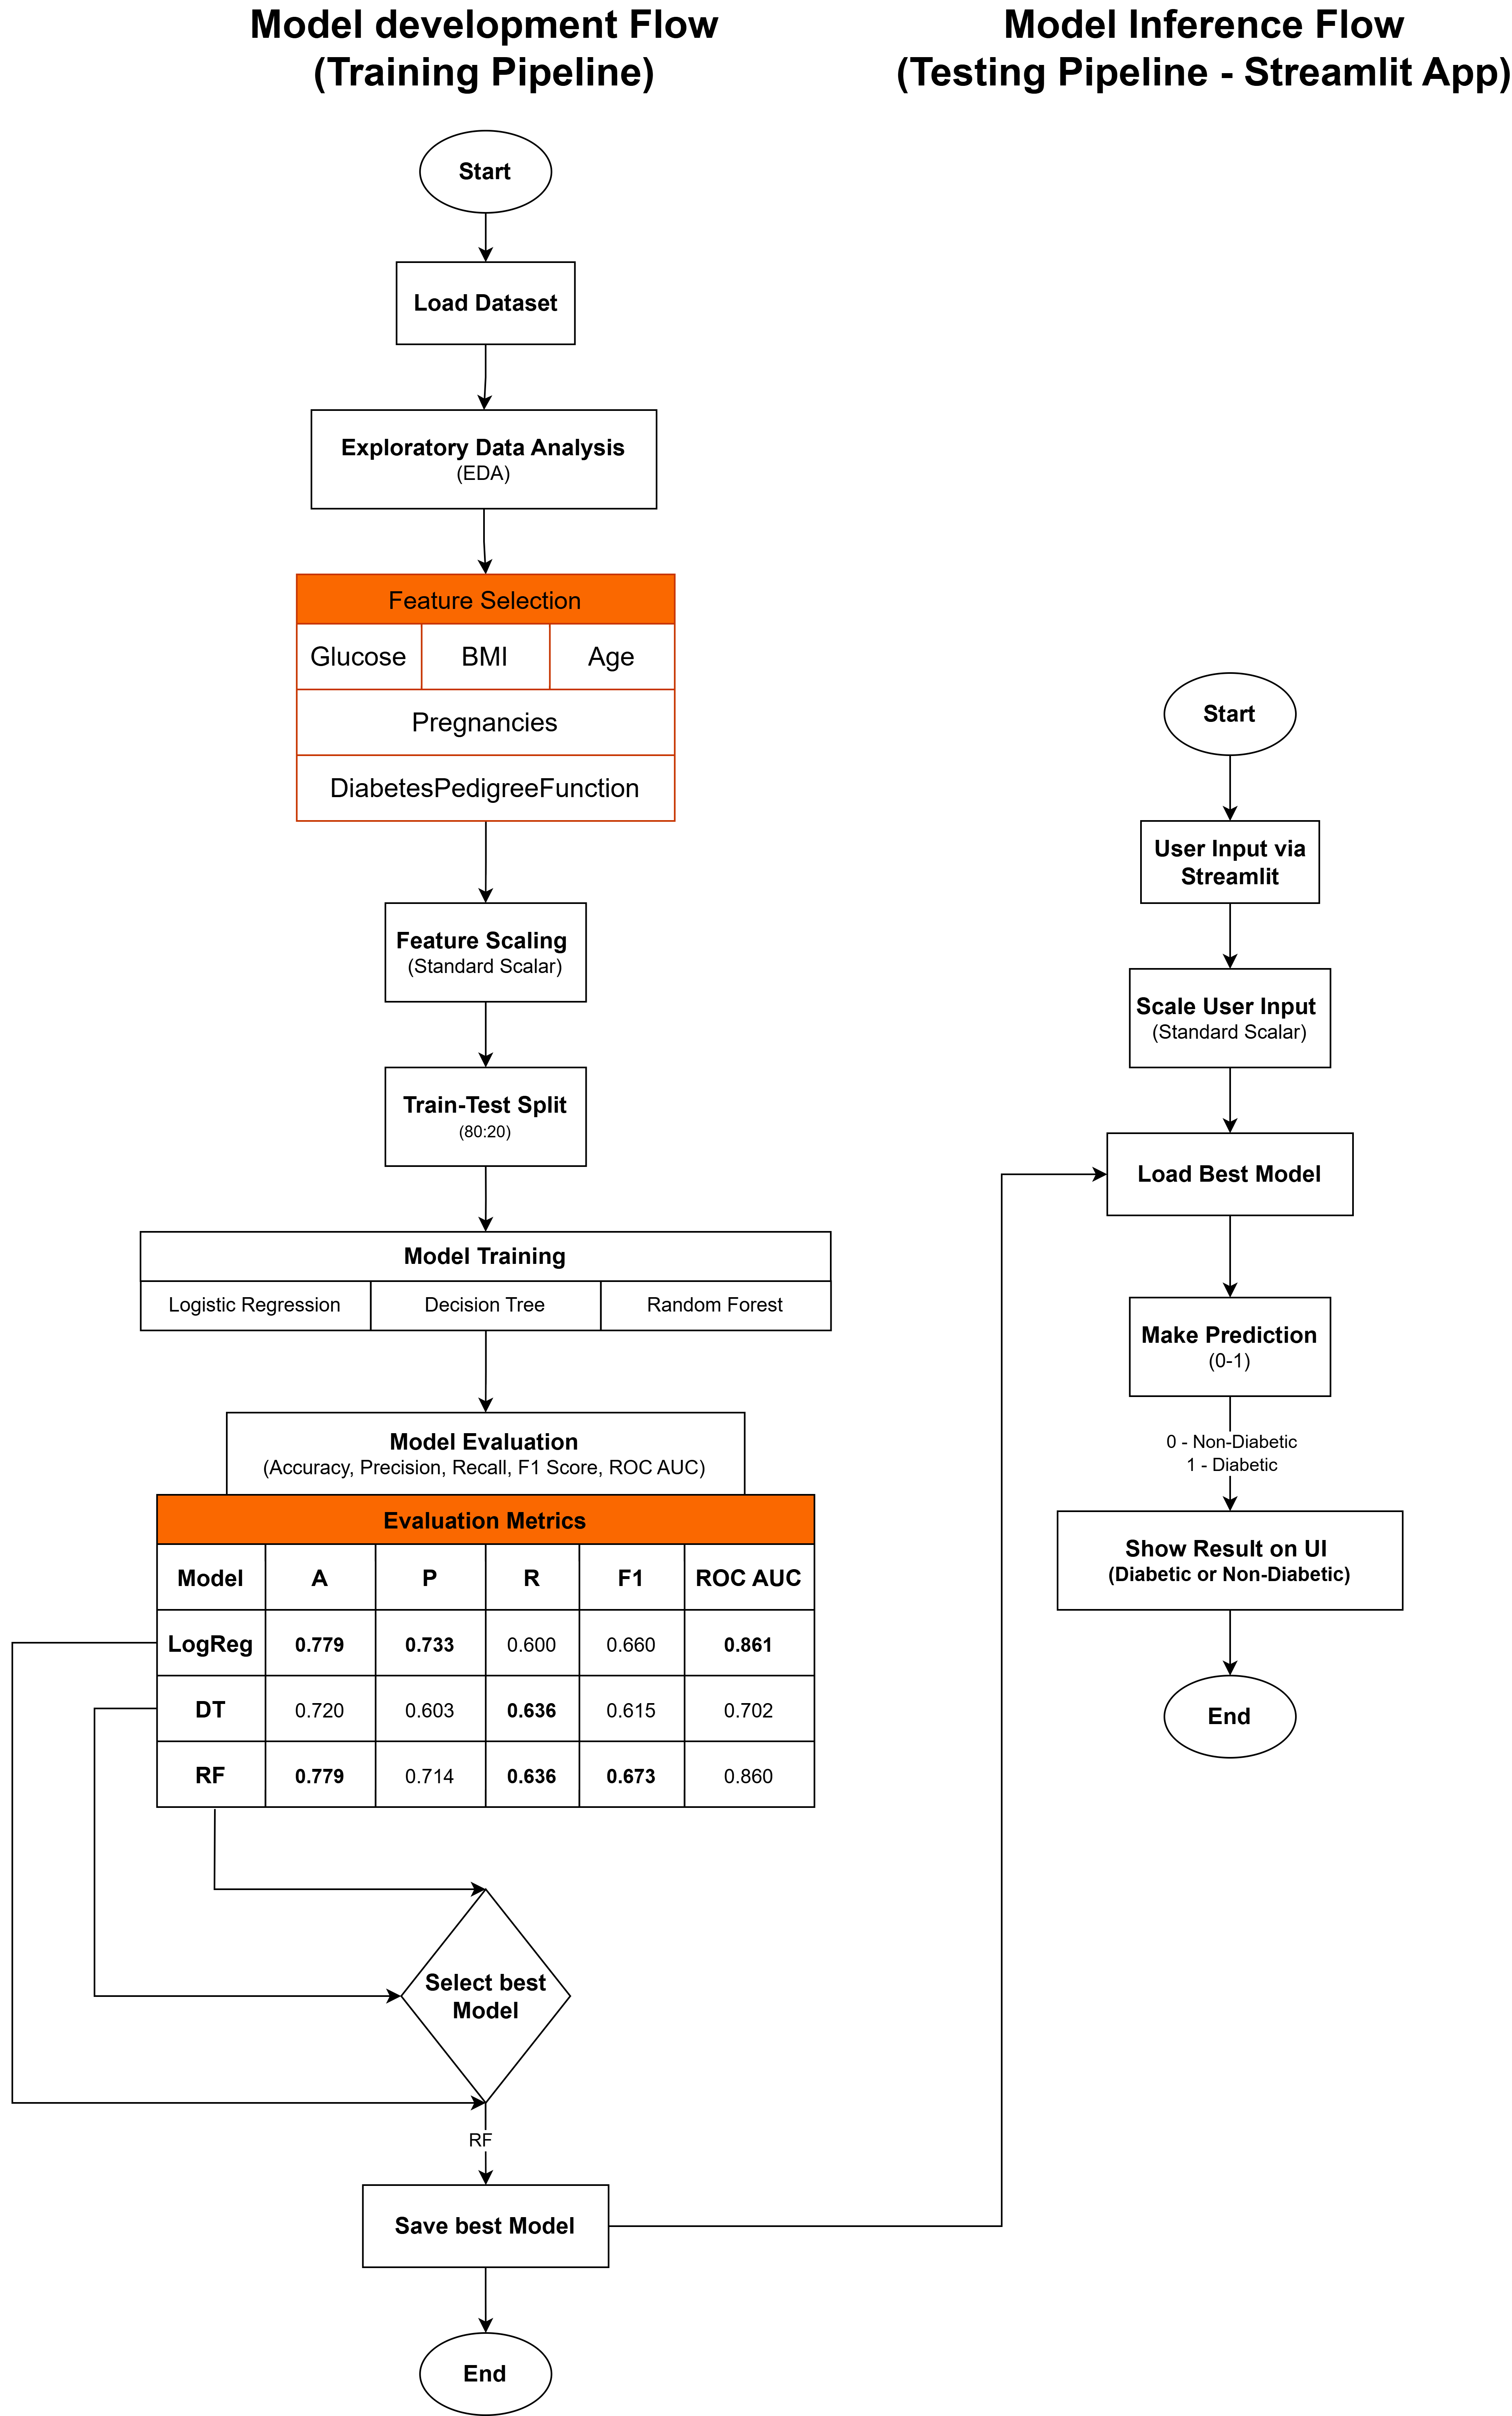 Model development Flow
(Training Pipeline)
Start
Load Dataset
Exploratory Data Analysis
(EDA)
Feature Selection
Glucose BMI Age
Pregnancies
DiabetesPedigreeFunction
Feature Scaling
(Standard Scalar)
Train-Test Split
(80:20)
Model Training
Logistic Regression Decision Tree Random Forest
Model Evaluation
(Accuracy, Precision, Recall, F1 Score, ROC AUC)
Evaluation Metrics
Model A P R F1 ROC AUC
LogReg 0.779 0.733 0.600 0.660 0.861
DT 0.720 0.603 0.636 0.615 0.702
RF 0.779 0.714 0.636 0.673 0.860
Select best
Model
RF
Save best Model
End
Model Inference Flow
(Testing Pipeline - Streamlit App)
Start
User Input via
Streamlit
Scale User Input
(Standard Scalar)
Load Best Model
Make Prediction
(0-1)
0 - Non-Diabetic
1 - Diabetic
Show Result on UI
(Diabetic or Non-Diabetic)
End